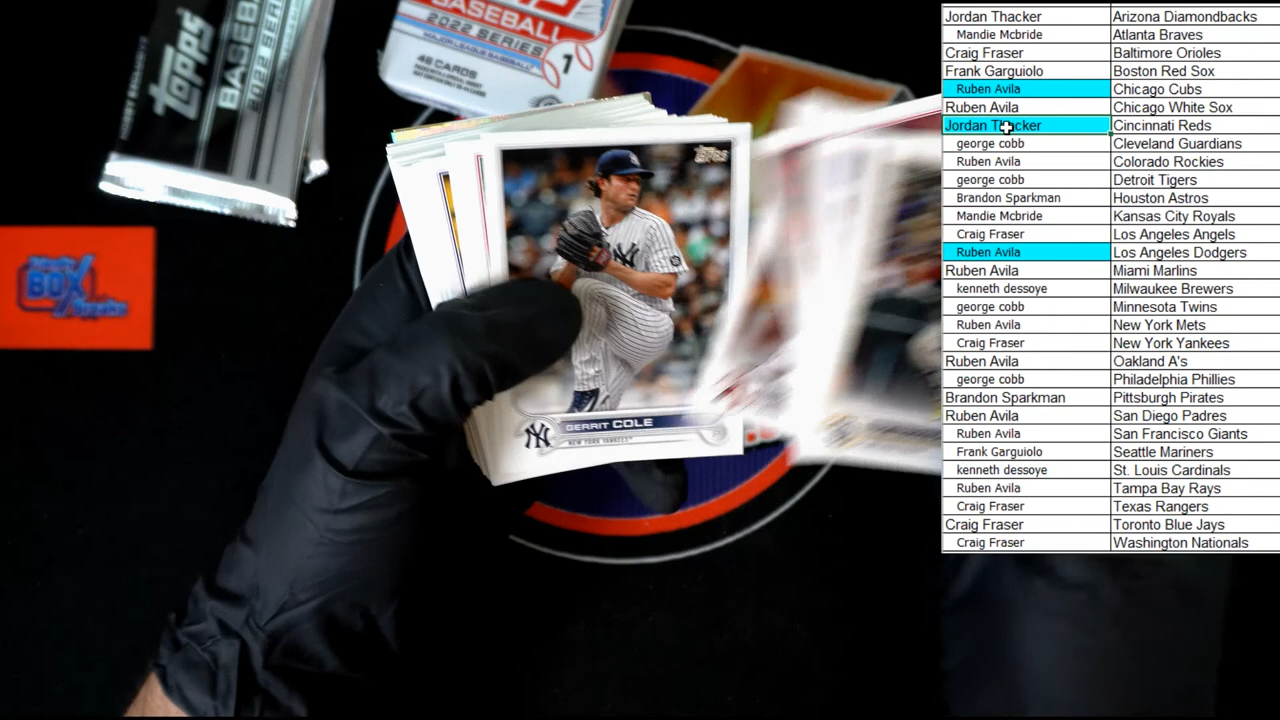 Topps
BASEBALL
2022 SERIES
MAJOR LEAGUE BASEBALL
1
46 CARDS
Topps
GERRIT COLE
NEW YORK YANKEES
BOX
Jordan Thacker Arizona Diamondbacks
Mandie Mcbride Atlanta Braves
Craig Fraser Baltimore Orioles
Frank Garguiolo Boston Red Sox
Ruben Avila Chicago Cubs
Ruben Avila Chicago White Sox
Jordan Thacker Cincinnati Reds
george cobb Cleveland Guardians
Ruben Avila Colorado Rockies
george cobb Detroit Tigers
Brandon Sparkman Houston Astros
Mandie Mcbride Kansas City Royals
Craig Fraser Los Angeles Angels
Ruben Avila Los Angeles Dodgers
Ruben Avila Miami Marlins
kenneth dessoye Milwaukee Brewers
george cobb Minnesota Twins
Ruben Avila New York Mets
Craig Fraser New York Yankees
Ruben Avila Oakland A's
george cobb Philadelphia Phillies
Brandon Sparkman Pittsburgh Pirates
Ruben Avila San Diego Padres
Ruben Avila San Francisco Giants
Frank Garguiolo Seattle Mariners
kenneth dessoye St. Louis Cardinals
Ruben Avila Tampa Bay Rays
Craig Fraser Texas Rangers
Craig Fraser Toronto Blue Jays
Craig Fraser Washington Nationals